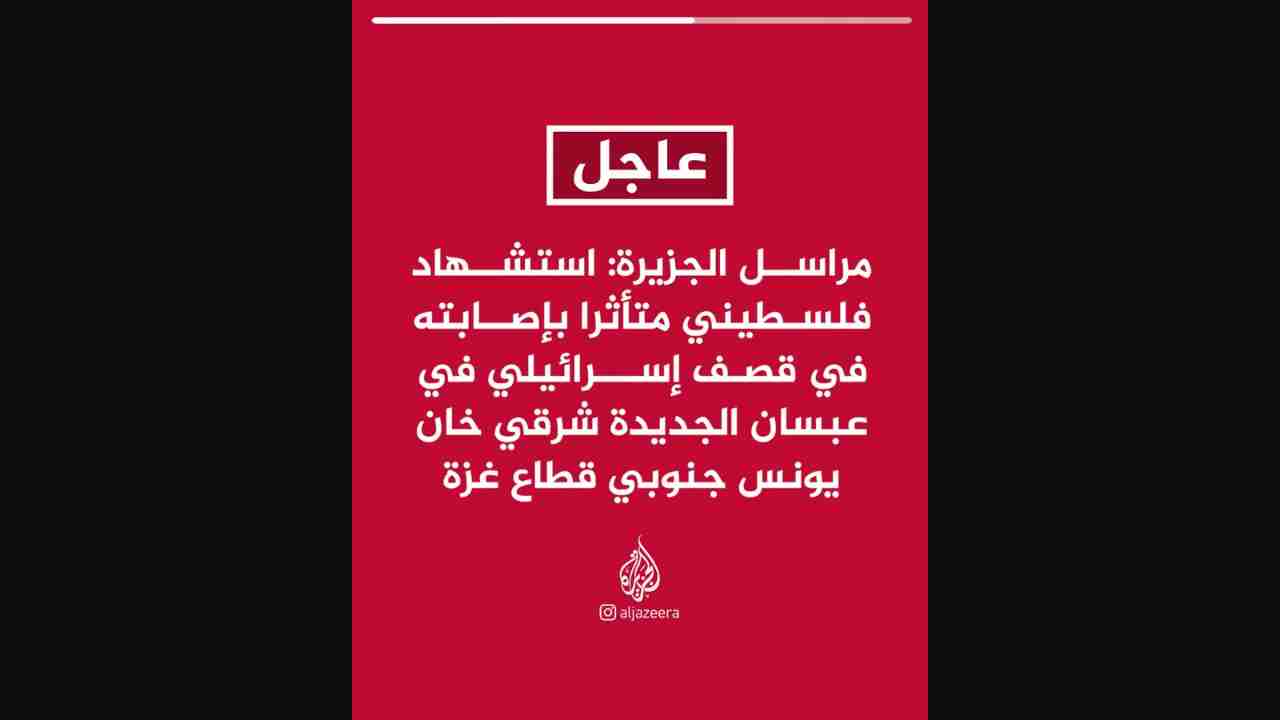 عاجل
مراسل الجزيرة: استشهاد
فلسطيني متأثرا بإصابته
في قصف إسرائيلي في
عبسان الجديدة شرقي خان
يونس جنوبي قطاع غزة
الجزيرة
aljazeera